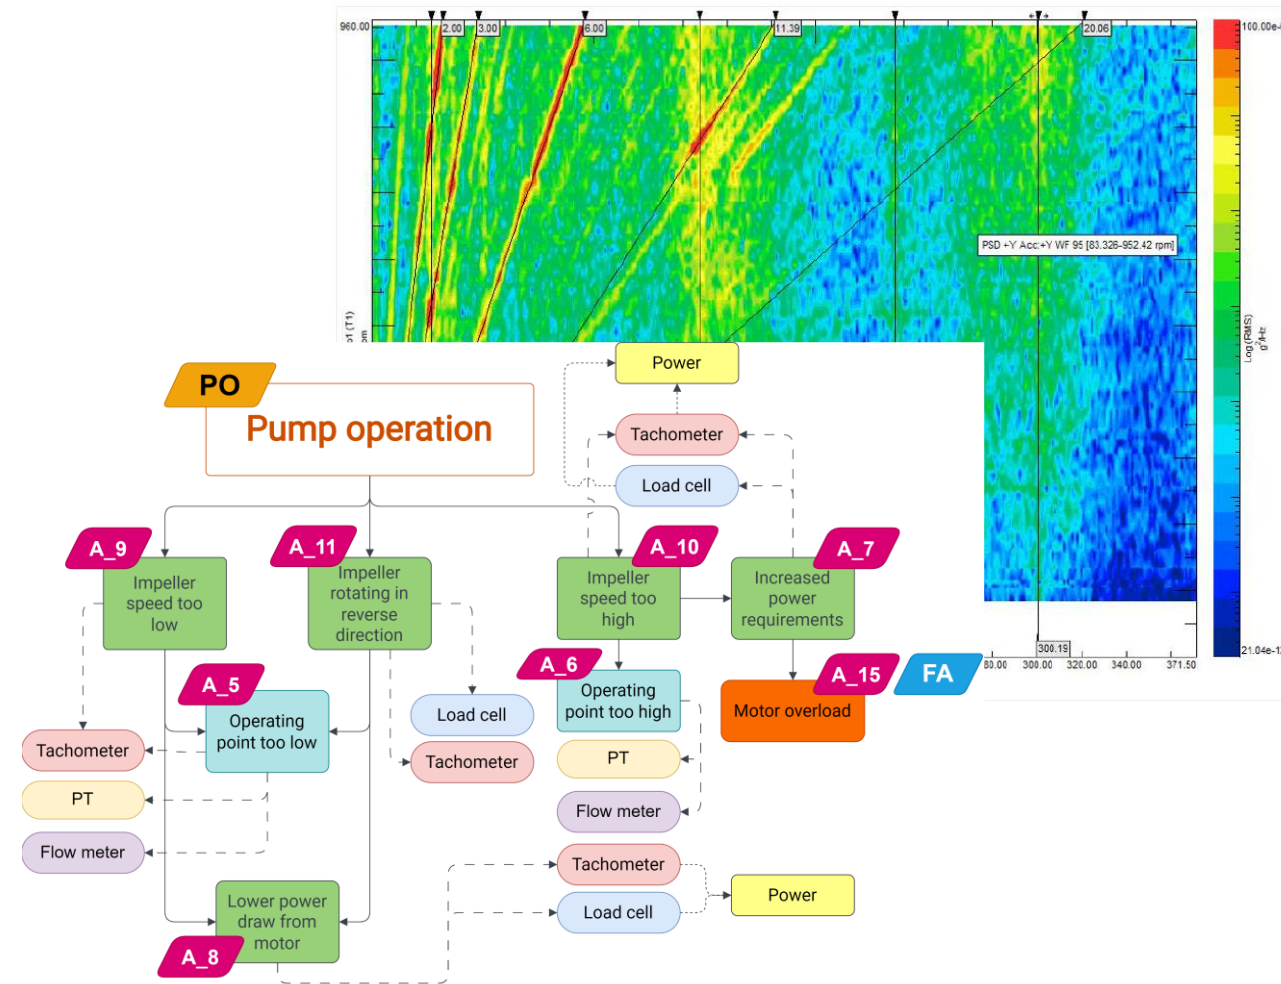 960.00
2.00
3.00
6.00
11.39
20.06
100.00e-
PSD +Y Acc:+Y WF 95 [83.326-952.42 rpm]
(T1)
Log(RMS)
g²/Hz
300.19
80.00
300.00
320.00
340.00
371.50
21.04e-1
PO
Pump operation
Power
Tachometer
Load cell
A_9
Impeller
speed too
low
A_11
Impeller
rotating in
reverse
direction
A_10
Impeller
speed too
high
A_7
Increased
power
requirements
A_5
Operating
point too low
A_6
Operating
point too high
A_15
FA
Motor overload
Load cell
Tachometer
Tachometer
PT
Flow meter
PT
Flow meter
Tachometer
Load cell
Power
Lower power
draw from
motor
A_8